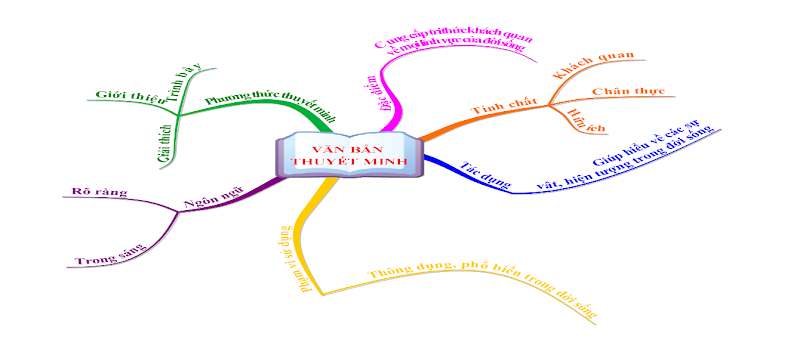 VĂN BẢN
THUYẾT MINH
Đặc điểm
Cung cấp tri thức khách quan
về mọi lĩnh vực của đời sống
Tính chất
Khách quan
Chân thực
Hữu ích
Tác dụng
Giúp hiểu về các sự
vật, hiện tượng trong đời sống
Phạm vi sử dụng
Thông dụng, phổ biến trong đời sống
Ngôn ngữ
Rõ ràng
Trong sáng
Phương thức thuyết minh
Trình bày
Giới thiệu
Giải thích